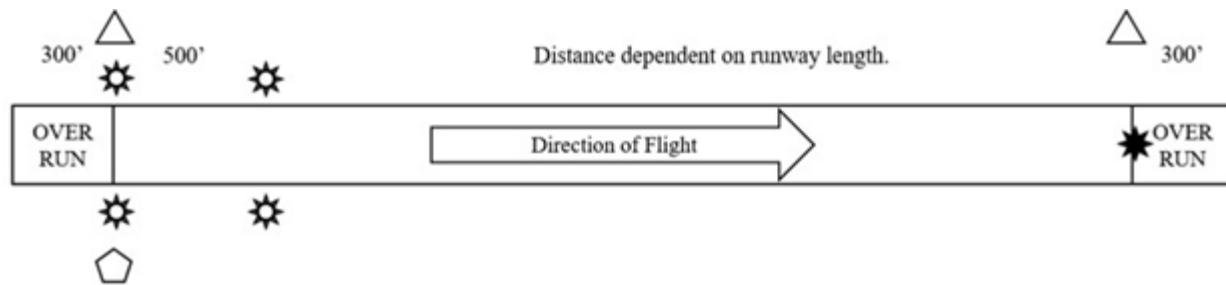 300’
500’
Distance dependent on runway length.
300’
OVER
RUN
Direction of Flight
OVER
RUN